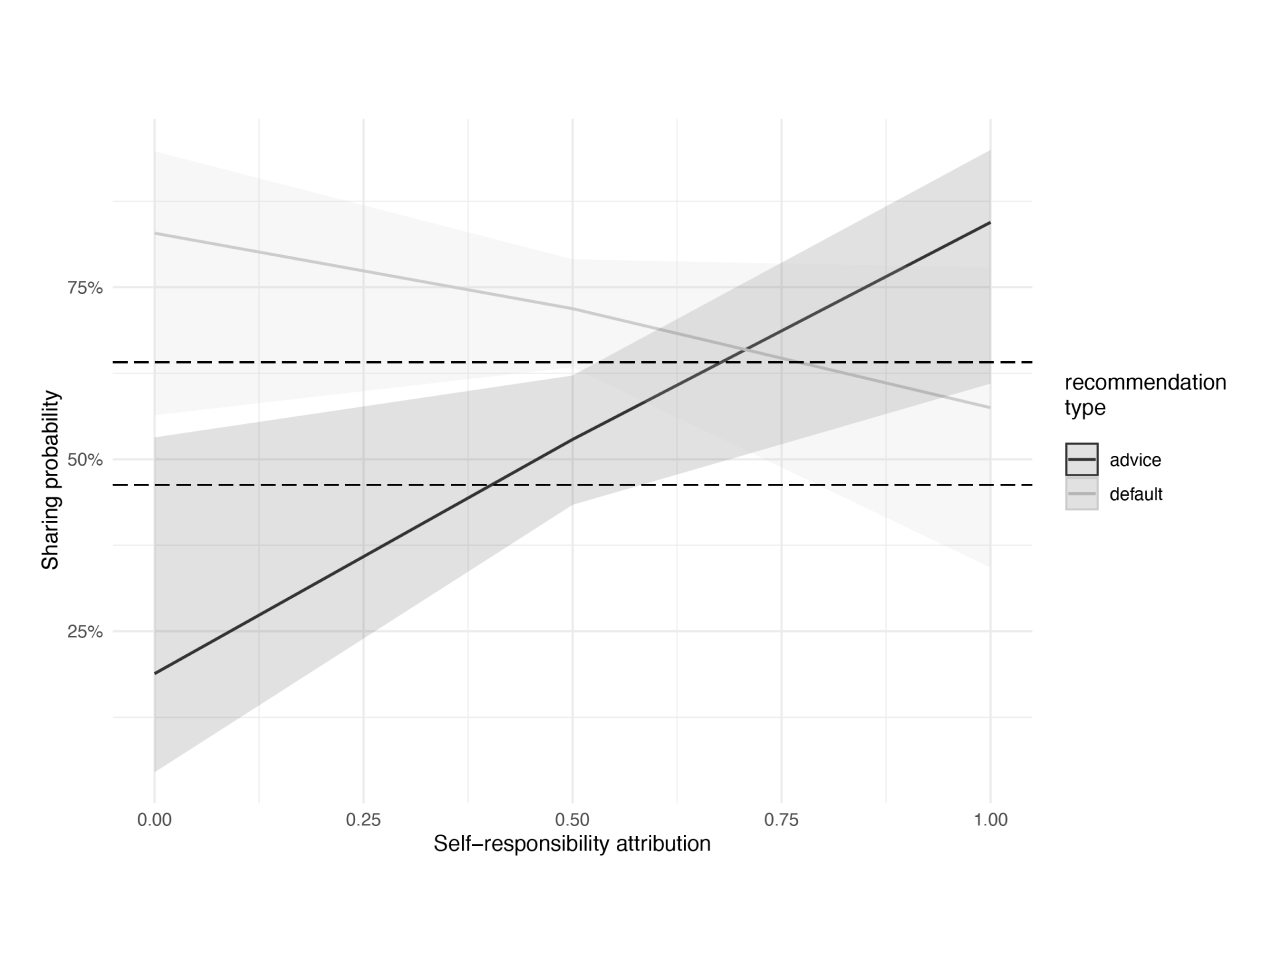 Sharing probability
75%
50%
25%
0.00
0.25
0.50
0.75
1.00
Self−responsibility attribution
recommendation
type
advice
default